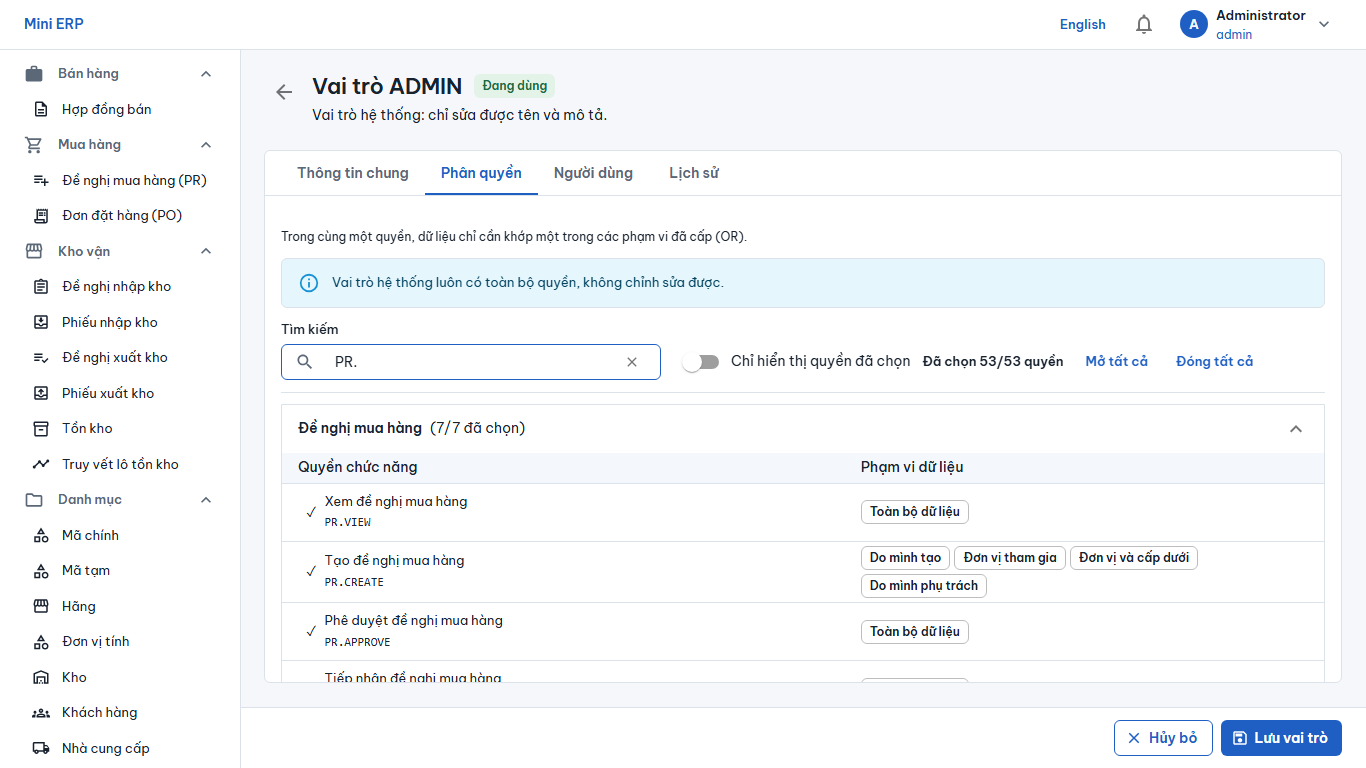 Mini ERP
English
A
Administrator
admin
Bán hàng
Hợp đồng bán
Mua hàng
Đề nghị mua hàng (PR)
Đơn đặt hàng (PO)
Kho vận
Đề nghị nhập kho
Phiếu nhập kho
Đề nghị xuất kho
Phiếu xuất kho
Tồn kho
Truy vết lô tồn kho
Danh mục
Mã chính
Mã tạm
Hãng
Đơn vị tính
Kho
Khách hàng
Nhà cung cấp
Vai trò ADMIN Đang dùng
Vai trò hệ thống: chỉ sửa được tên và mô tả.
Thông tin chung Phân quyền Người dùng Lịch sử
Trong cùng một quyền, dữ liệu chỉ cần khớp một trong các phạm vi đã cấp (OR).
Vai trò hệ thống luôn có toàn bộ quyền, không chỉnh sửa được.
Tìm kiếm
PR. Chỉ hiển thị quyền đã chọn Đã chọn 53/53 quyền Mở tất cả Đóng tất cả
Đề nghị mua hàng (7/7 đã chọn)
Quyền chức năng Phạm vi dữ liệu
Xem đề nghị mua hàng
PR.VIEW
Toàn bộ dữ liệu
Tạo đề nghị mua hàng
PR.CREATE
Do mình tạo Đơn vị tham gia Đơn vị và cấp dưới
Do mình phụ trách
Phê duyệt đề nghị mua hàng
PR.APPROVE
Toàn bộ dữ liệu
Tiếp nhận đề nghị mua hàng
Hủy bỏ Lưu vai trò